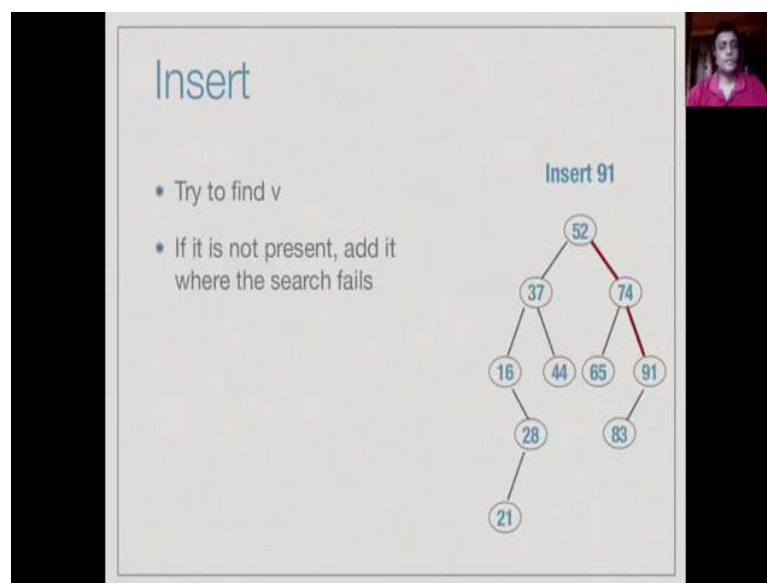 Insert
• Try to find v
• If it is not present, add it
where the search fails
Insert 91
52
37 74
16 44 65 91
28 83
21